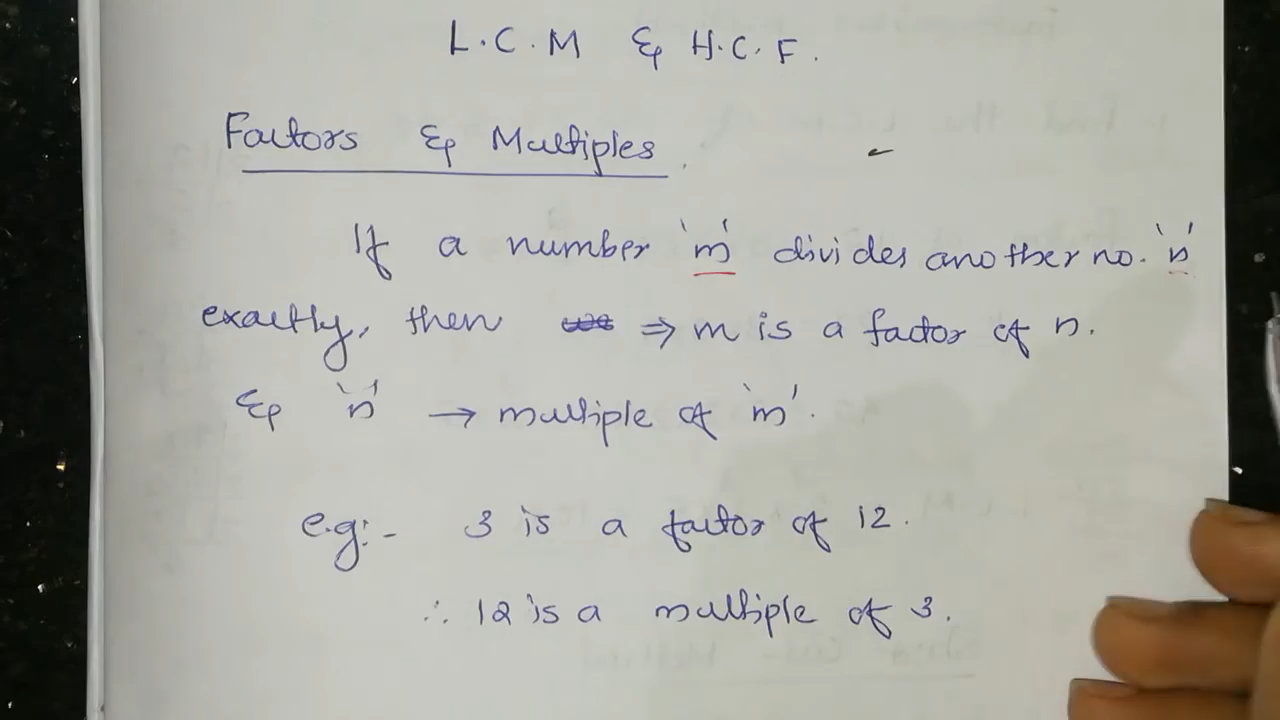 L.C.M & H.C.F.
Factors & Multiples.
If a number 'm' divides another no. 'n'
exactly, then ⇒ m is a factor of n.
& 'n' → multiple of 'm'.
e.g:- 3 is a factor of 12.
∴ 12 is a multiple of 3.